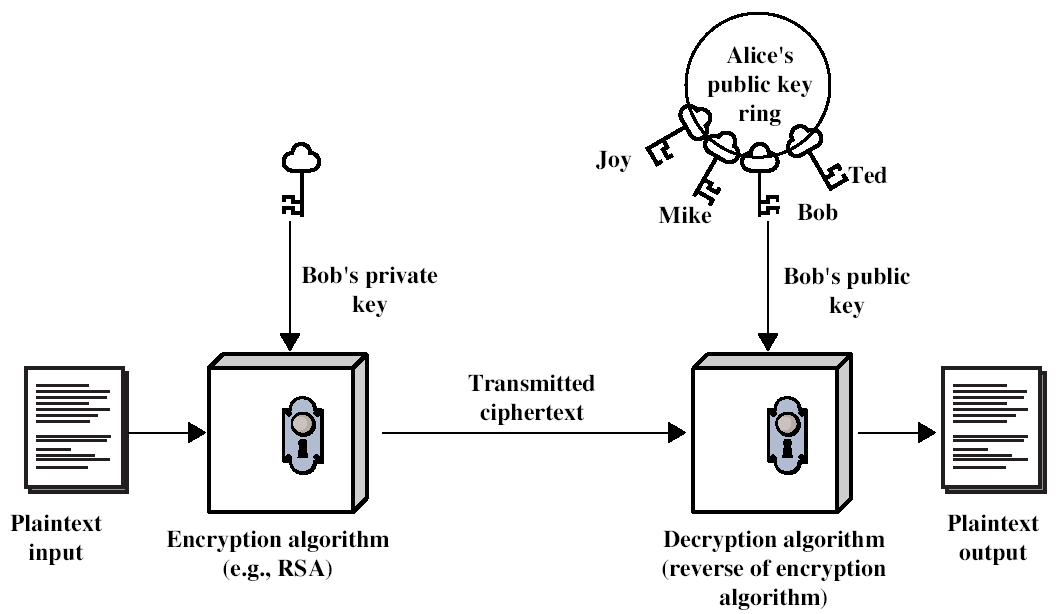 Alice's
public key
ring
Joy
Mike
Bob
Ted
Bob's private
key
Bob's public
key
Transmitted
ciphertext
Plaintext
input
Encryption algorithm
(e.g., RSA)
Decryption algorithm
(reverse of encryption
algorithm)
Plaintext
output